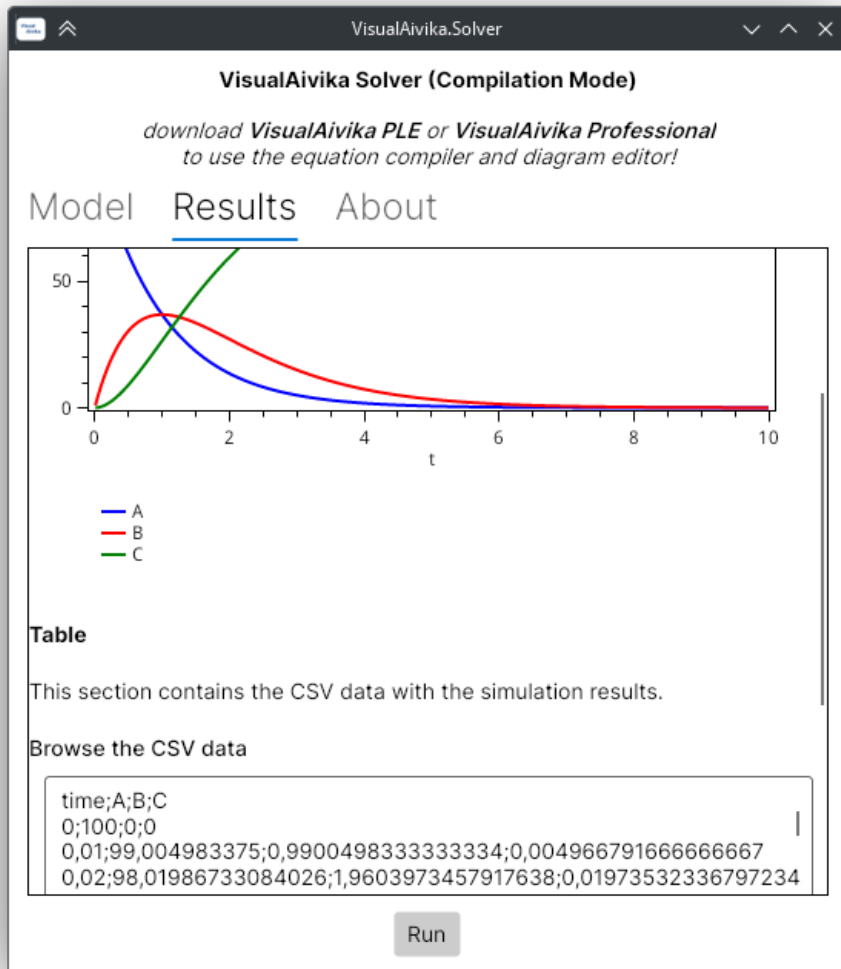 Visual
Aivika
VisualAivika.Solver
VisualAivika Solver (Compilation Mode)
download VisualAivika PLE or VisualAivika Professional
to use the equation compiler and diagram editor!
Model Results About
50
0
0 2 4 6 8 10
t
A
B
C
Table
This section contains the CSV data with the simulation results.
Browse the CSV data
time;A;B;C
0;100;0;0
0,01;99,004983375;0,9900498333333334;0,004966791666666667
0,02;98,01986733084026;1,9603973457917638;0,01973532336797234
Run